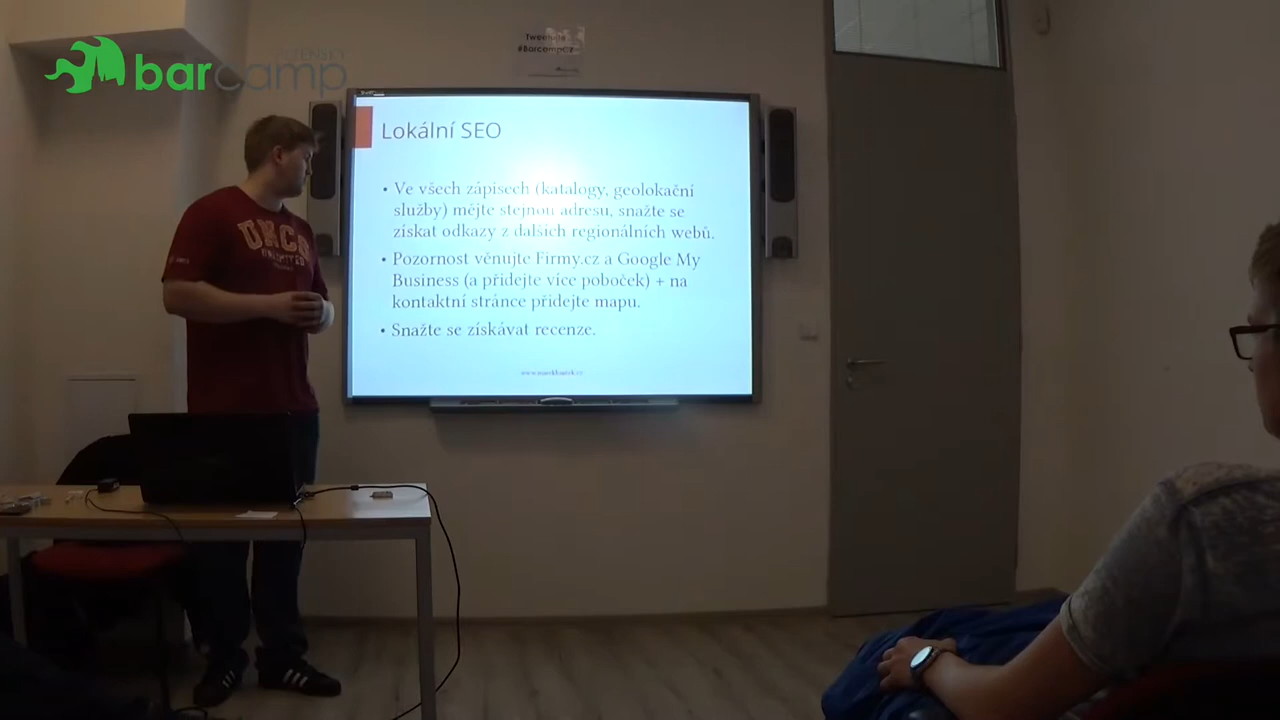 barcamp
Tweetujte
#BarcampCZ
Lokální SEO
• Ve všech zápisech (katalogy, geolokační
služby) mějte stejnou adresu, snažte se
získat odkazy z dalších regionálních webů.
• Pozornost věnujte Firmy.cz a Google My
Business (a přidejte více poboček) + na
kontaktní stránce přidejte mapu.
• Snažte se získávat recenze.